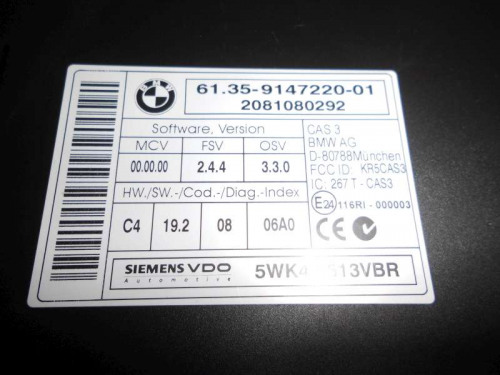 BMW
61.35-9147220-01
2081080292
Software, Version
MCV FSV OSV
00.00.00 2.4.4 3.3.0
HW./SW.-/Cod.-/Diag.-Index
C4 19.2 08 06A0
CAS 3
BMW AG
D-80788München
FCC ID: KR5CAS3
IC: 267 T - CAS3
E24 116RI - 000003
SIEMENS VDO
Automotive